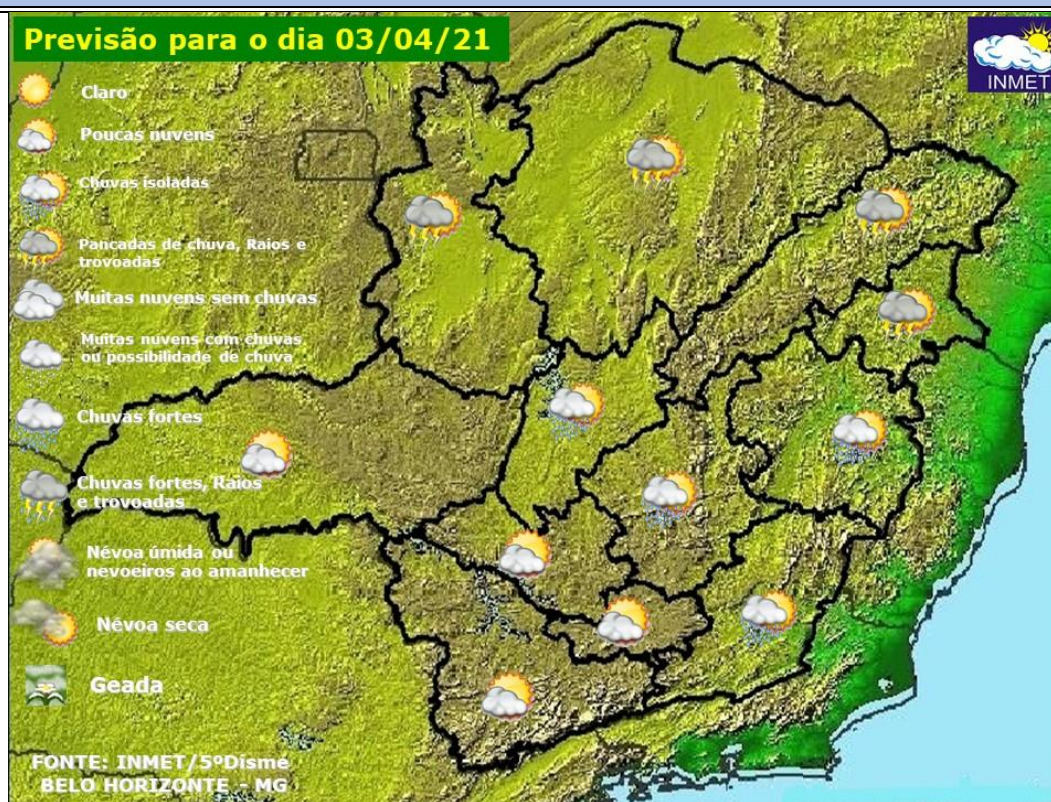 Previsão para o dia 03/04/21
INMET
Claro
Poucas nuvens
Chuvas isoladas
Pancadas de chuva, Raios e
trovoadas
Muitas nuvens sem chuvas
Muitas nuvens com chuvas
ou possibilidade de chuva
Chuvas fortes
Chuvas fortes, Raios
e trovoadas
Névoa úmida ou
nevoeiros ao amanhecer
Névoa seca
Geada
FONTE: INMET/5ºDisme
BELO HORIZONTE - MG